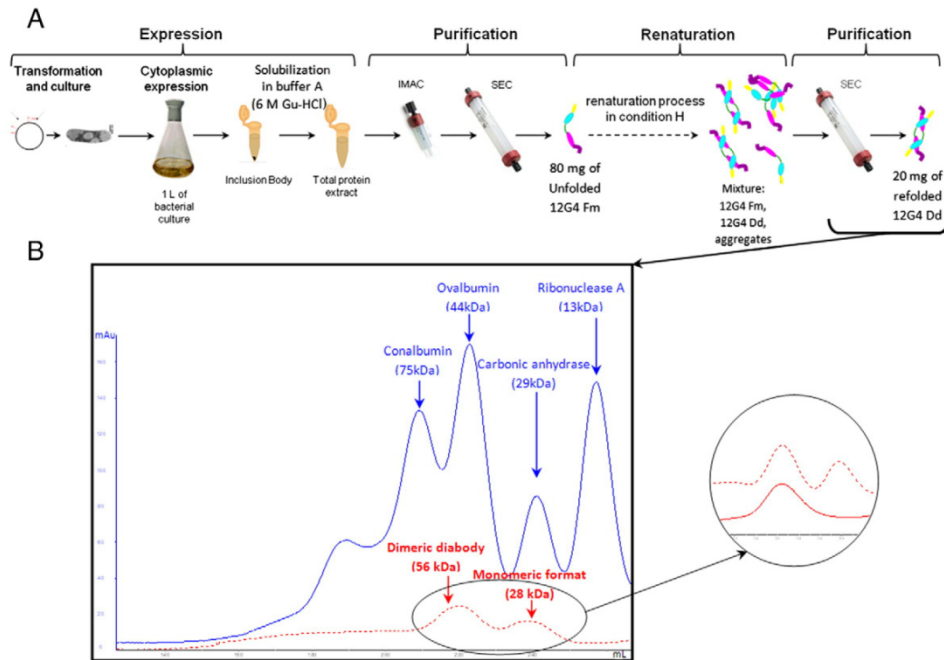 A
Expression
Purification
Renaturation
Purification
Transformation
and culture
Cytoplasmic
expression
Solubilization
in buffer A
(6 M Gu-HCl)
IMAC
SEC
renaturation process
in condition H
SEC
Inclusion Body
Total protein
extract
1 L of
bacterial
culture
80 mg of
Unfolded
12G4 Fm
Mixture:
12G4 Fm,
12G4 Dd,
aggregates
20 mg of
refolded
12G4 Dd
B
mAu
Conalbumin
(75kDa)
Ovalbumin
(44kDa)
Carbonic anhydrase
(29kDa)
Ribonuclease A
(13kDa)
Dimeric diabody
(56 kDa)
Monomeric format
(28 kDa)
mL